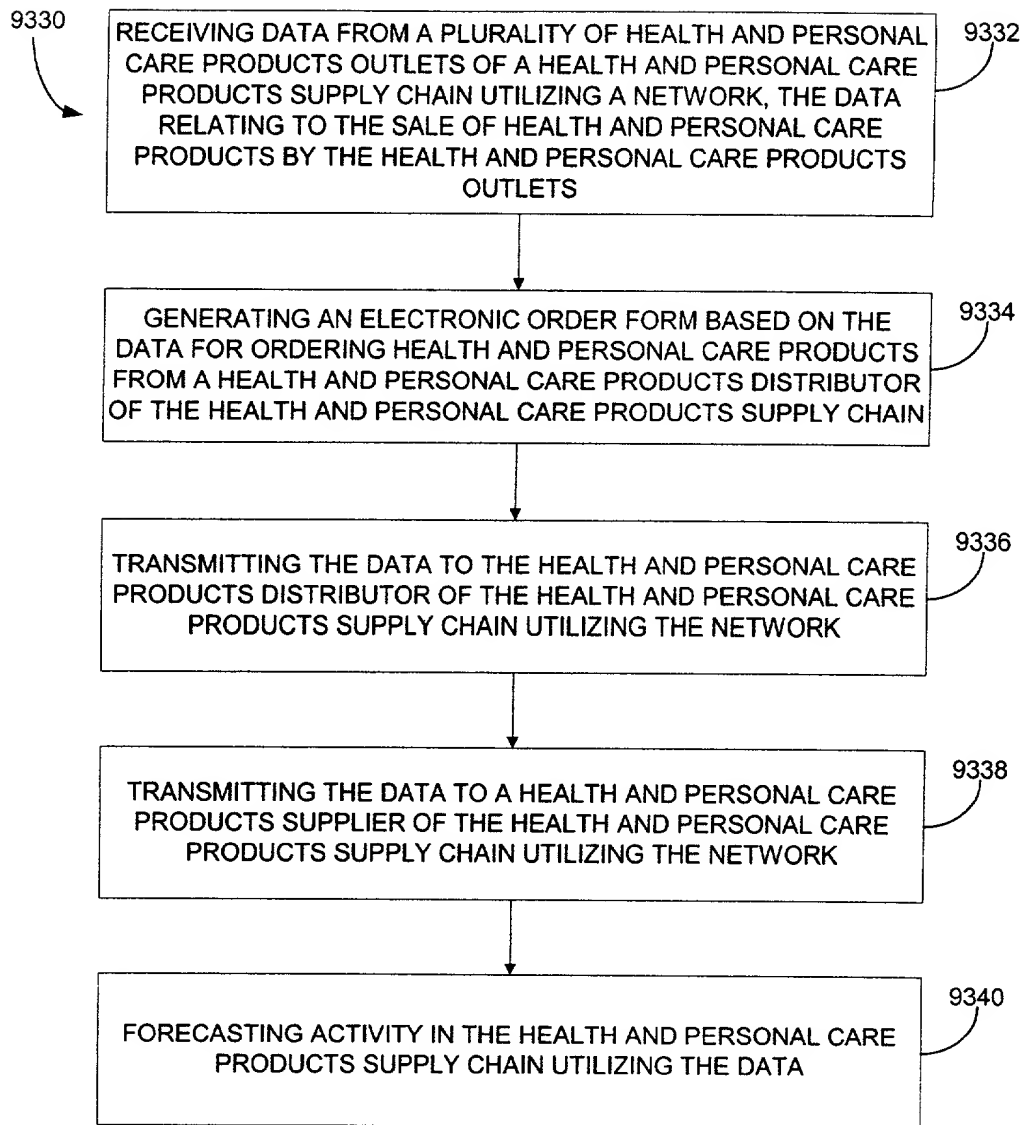 9330
RECEIVING DATA FROM A PLURALITY OF HEALTH AND PERSONAL
CARE PRODUCTS OUTLETS OF A HEALTH AND PERSONAL CARE
PRODUCTS SUPPLY CHAIN UTILIZING A NETWORK, THE DATA
RELATING TO THE SALE OF HEALTH AND PERSONAL CARE
PRODUCTS BY THE HEALTH AND PERSONAL CARE PRODUCTS
OUTLETS
9332
GENERATING AN ELECTRONIC ORDER FORM BASED ON THE
DATA FOR ORDERING HEALTH AND PERSONAL CARE PRODUCTS
FROM A HEALTH AND PERSONAL CARE PRODUCTS DISTRIBUTOR
OF THE HEALTH AND PERSONAL CARE PRODUCTS SUPPLY CHAIN
9334
TRANSMITTING THE DATA TO THE HEALTH AND PERSONAL CARE
PRODUCTS DISTRIBUTOR OF THE HEALTH AND PERSONAL CARE
PRODUCTS SUPPLY CHAIN UTILIZING THE NETWORK
9336
TRANSMITTING THE DATA TO A HEALTH AND PERSONAL CARE
PRODUCTS SUPPLIER OF THE HEALTH AND PERSONAL CARE
PRODUCTS SUPPLY CHAIN UTILIZING THE NETWORK
9338
FORECASTING ACTIVITY IN THE HEALTH AND PERSONAL CARE
PRODUCTS SUPPLY CHAIN UTILIZING THE DATA
9340